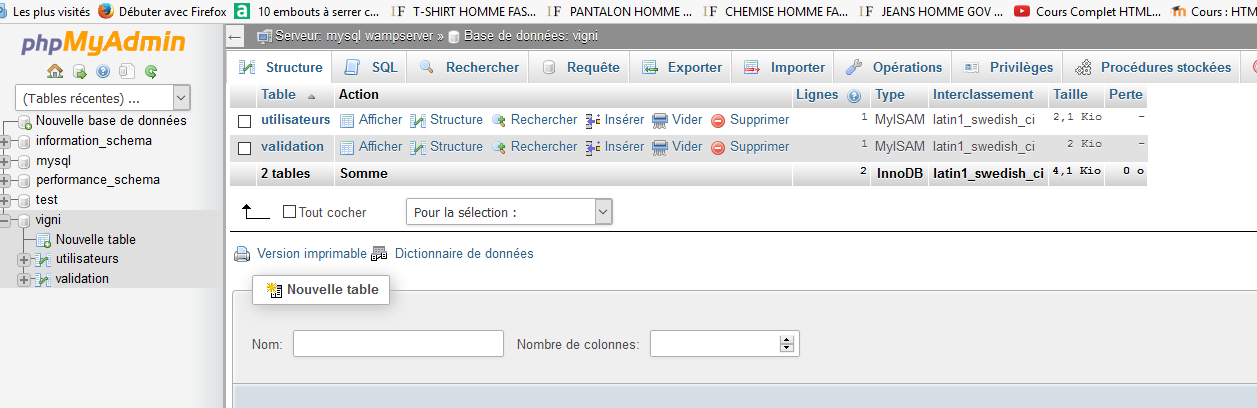 Les plus visités Débuter avec Firefox 10 embouts à serrer c... T-SHIRT HOMME FAS... PANTALON HOMME ... CHEMISE HOMME FA... JEANS HOMME GOV ... Cours Complet HTML... Cours : HTM
phpMyAdmin
(Tables récentes) ...
Nouvelle base de données
information_schema
mysql
performance_schema
test
vigni
Nouvelle table
utilisateurs
validation
Serveur: mysql wampserver » Base de données: vigni
Structure SQL Rechercher Requête Exporter Importer Opérations Privilèges Procédures stockées
Table Action Lignes Type Interclassement Taille Perte
utilisateurs Afficher Structure Rechercher Insérer Vider Supprimer 1 MyISAM latin1_swedish_ci 2,1 Kio -
validation Afficher Structure Rechercher Insérer Vider Supprimer 1 MyISAM latin1_swedish_ci 2 Kio -
2 tables Somme 2 InnoDB latin1_swedish_ci 4,1 Kio 0 o
Tout cocher Pour la sélection :
Version imprimable Dictionnaire de données
Nouvelle table
Nom: Nombre de colonnes: